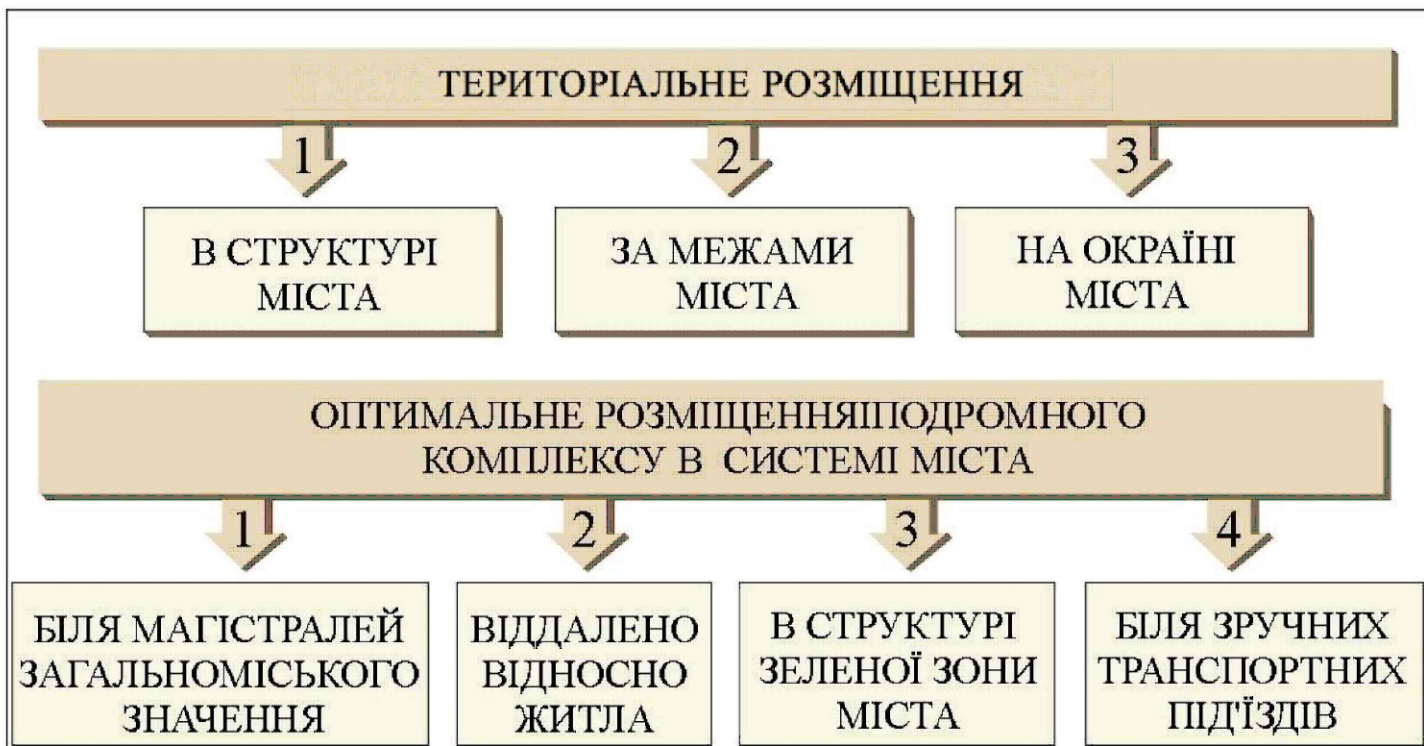 ТЕРИТОРІАЛЬНЕ РОЗМІЩЕННЯ
1
2
3
В СТРУКТУРІ
МІСТА
ЗА МЕЖАМИ
МІСТА
НА ОКРАЇНІ
МІСТА
ОПТИМАЛЬНЕ РОЗМІЩЕННЯІПОДРОМНОГО
КОМПЛЕКСУ В СИСТЕМІ МІСТА
1
2
3
4
БІЛЯ МАГІСТРАЛЕЙ
ЗАГАЛЬНОМІСЬКОГО
ЗНАЧЕННЯ
ВІДДАЛЕНО
ВІДНОСНО
ЖИТЛА
В СТРУКТУРІ
ЗЕЛЕНОЇ ЗОНИ
МІСТА
БІЛЯ ЗРУЧНИХ
ТРАНСПОРТНИХ
ПІД'ЇЗДІВ